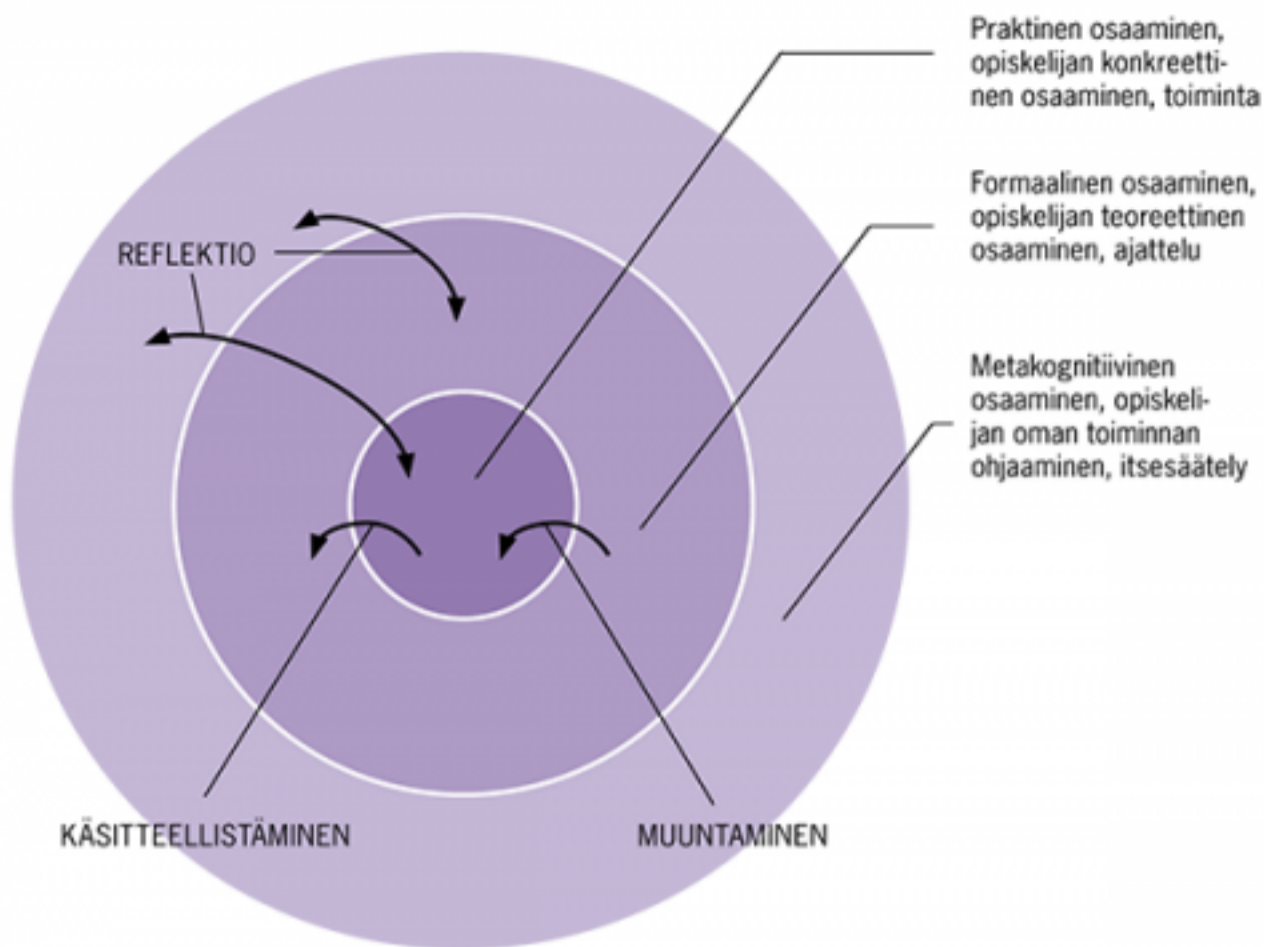 Praktinen osaaminen,
opiskelijan konkreetti-
nen osaaminen, toiminta
Formaalinen osaaminen,
opiskelijan teoreettinen
osaaminen, ajattelu
REFLEKTIO
Metakognitiivinen
osaaminen, opiskeli-
jan oman toiminnan
ohjaaminen, itsesäätely
KÄSITTEELLISTÄMINEN
MUUNTAMINEN